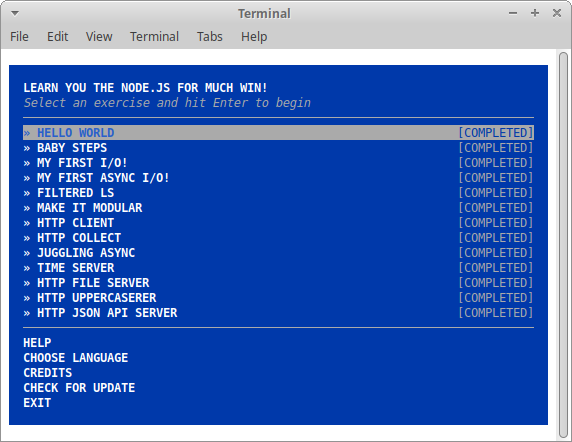 Terminal
File Edit View Terminal Tabs Help
LEARN YOU THE NODE.JS FOR MUCH WIN!
Select an exercise and hit Enter to begin
» HELLO WORLD [COMPLETED]
» BABY STEPS [COMPLETED]
» MY FIRST I/O! [COMPLETED]
» MY FIRST ASYNC I/O! [COMPLETED]
» FILTERED LS [COMPLETED]
» MAKE IT MODULAR [COMPLETED]
» HTTP CLIENT [COMPLETED]
» HTTP COLLECT [COMPLETED]
» JUGGLING ASYNC [COMPLETED]
» TIME SERVER [COMPLETED]
» HTTP FILE SERVER [COMPLETED]
» HTTP UPPERCASERER [COMPLETED]
» HTTP JSON API SERVER [COMPLETED]
HELP
CHOOSE LANGUAGE
CREDITS
CHECK FOR UPDATE
EXIT